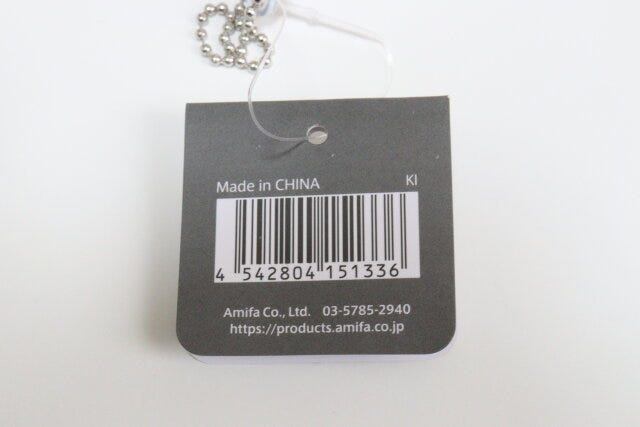 Made in CHINA KI
4 542804 151336
Amifa Co., Ltd. 03-5785-2940
https://products.amifa.co.jp